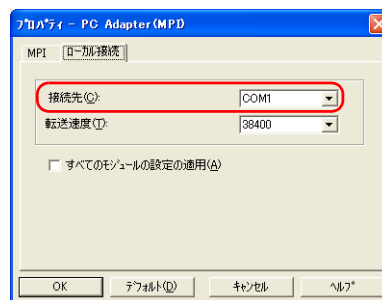 ﾌﾟﾛﾊﾟﾃｨ - PC Adapter(MPI)
MPI ﾛｰｶﾙ接続
接続先(C): COM1
転送速度(T): 38400
すべてのﾓｼﾞｭｰﾙの設定の適用(A)
OK ﾃﾞﾌｫﾙﾄ(D) ｷｬﾝｾﾙ ﾍﾙﾌﾟ